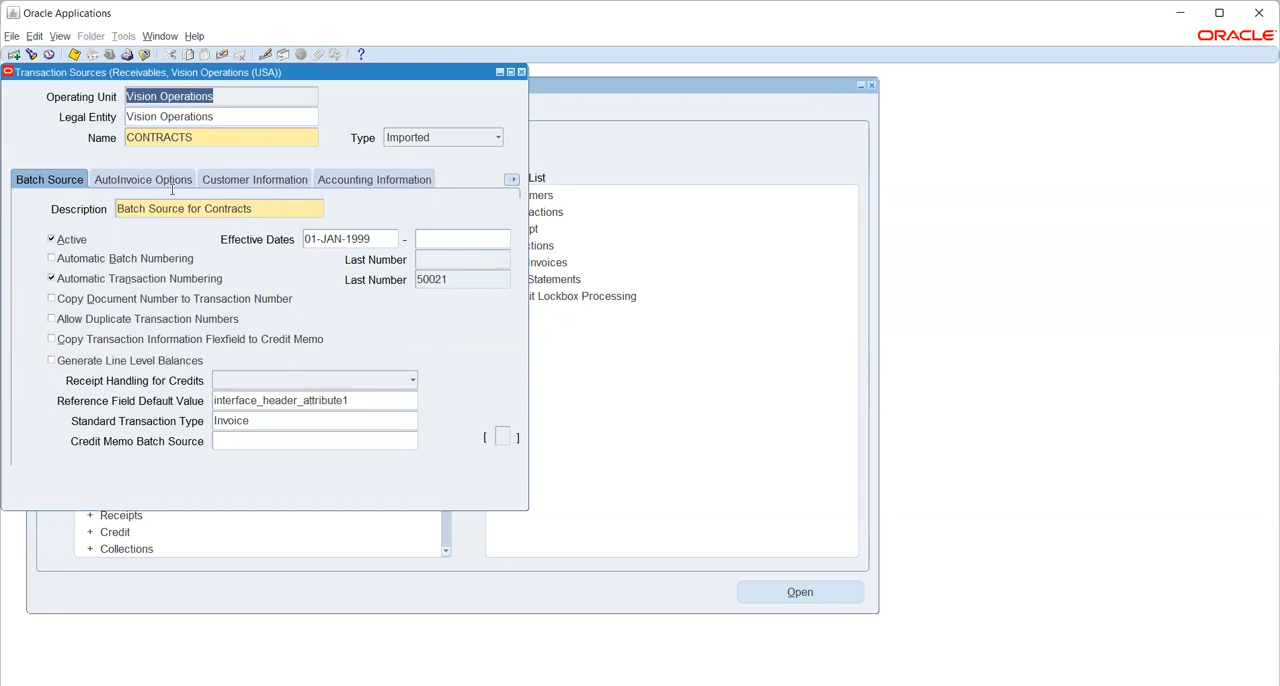 Oracle Applications
File Edit View Folder Tools Window Help
ORACLE
Transaction Sources (Receivables, Vision Operations (USA))
Operating Unit Vision Operations
Legal Entity Vision Operations
Name CONTRACTS Type Imported
Batch Source AutoInvoice Options Customer Information Accounting Information
List
Description Batch Source for Contracts
Active Effective Dates 01-JAN-1999 -
Automatic Batch Numbering Last Number
Automatic Transaction Numbering Last Number 50021
Copy Document Number to Transaction Number
Allow Duplicate Transaction Numbers
Copy Transaction Information Flexfield to Credit Memo
Generate Line Level Balances
Receipt Handling for Credits
Reference Field Default Value interface_header_attribute1
Standard Transaction Type Invoice
Credit Memo Batch Source
[ ]
mers
actions
pt
ctions
Invoices
Statements
it Lockbox Processing
+ Receipts
+ Credit
+ Collections
Open